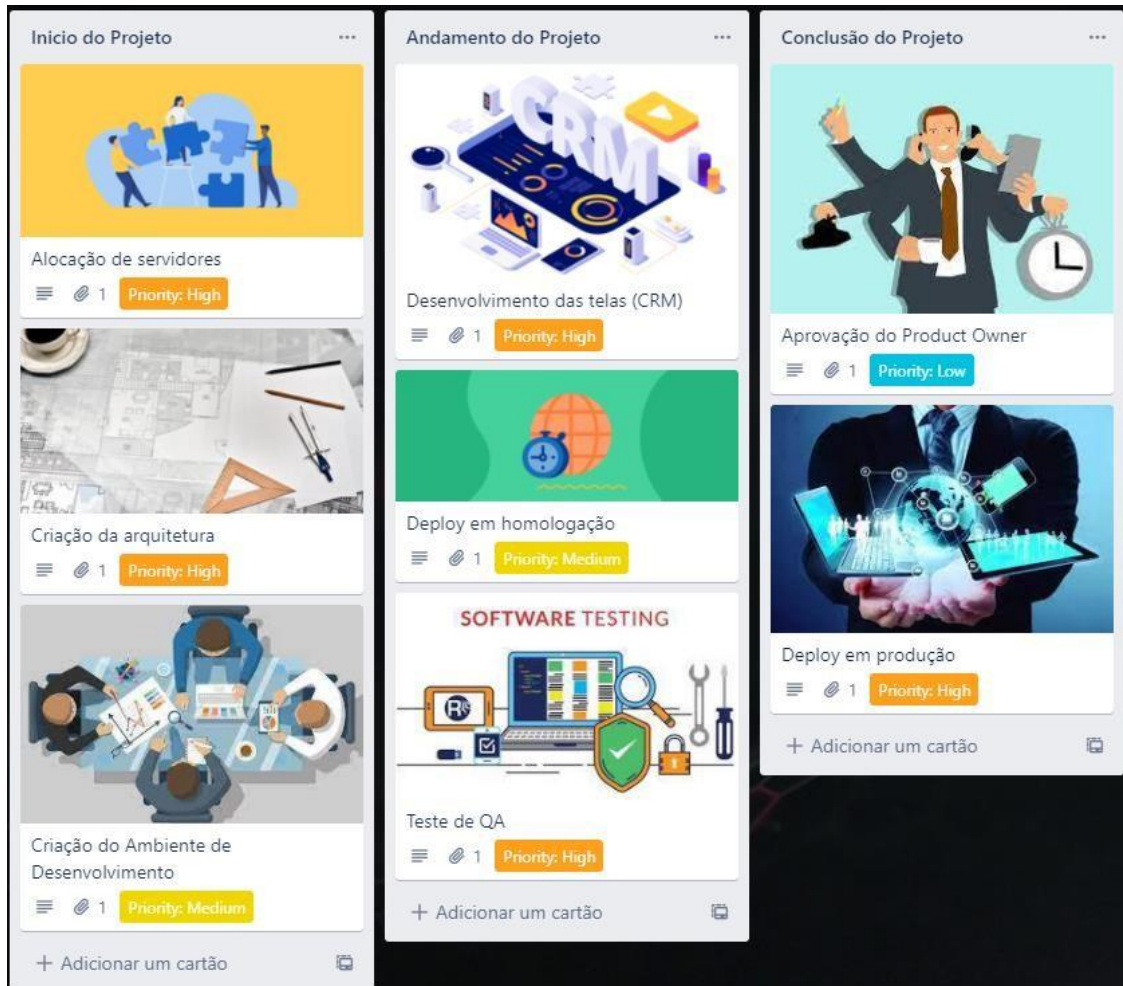 Inicio do Projeto
Alocação de servidores
1 Priority: High
Criação da arquitetura
1 Priority: High
Criação do Ambiente de
Desenvolvimento
1 Priority: Medium
+ Adicionar um cartão
Andamento do Projeto
CRM
Desenvolvimento das telas (CRM)
1 Priority: High
Deploy em homologação
1 Priority: Medium
SOFTWARE TESTING
Teste de QA
1 Priority: High
+ Adicionar um cartão
Conclusão do Projeto
Aprovação do Product Owner
1 Priority: Low
Deploy em produção
1 Priority: High
+ Adicionar um cartão